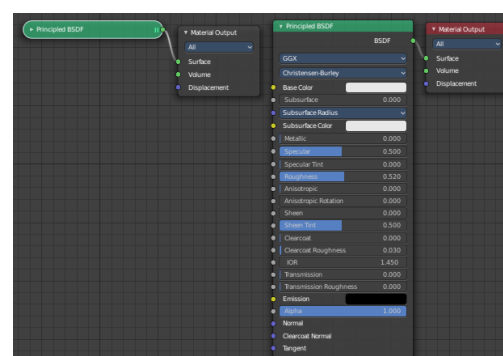 Principled BSDF
Material Output
All
Surface
Volume
Displacement
Principled BSDF
BSDF
GGX
Christensen-Burley
Base Color
Subsurface 0.000
Subsurface Radius
Subsurface Color
Metallic 0.000
Specular 0.500
Specular Tint 0.000
Roughness 0.520
Anisotropic 0.000
Anisotropic Rotation 0.000
Sheen 0.000
Sheen Tint 0.500
Clearcoat 0.000
Clearcoat Roughness 0.030
IOR 1.450
Transmission 0.000
Transmission Roughness 0.000
Emission
Alpha 1.000
Normal
Clearcoat Normal
Tangent
Material Output
All
Surface
Volume
Displacement